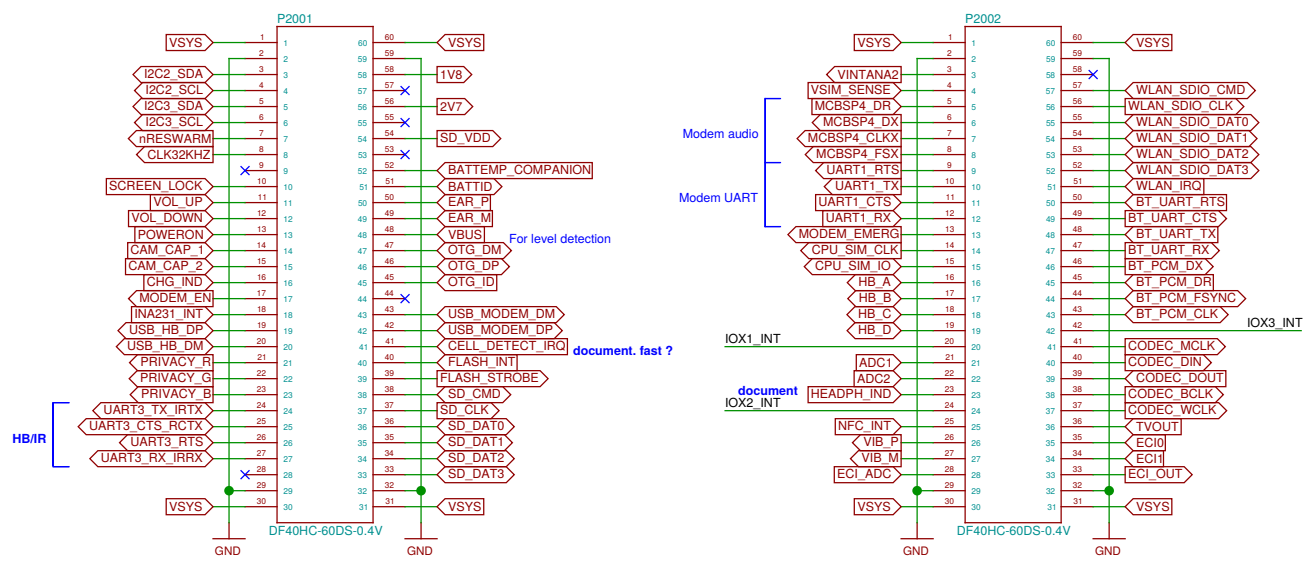 P2001
VSYS 1 1 60 60 VSYS
2 2 59 59
I2C2_SDA 3 3 58 58 1V8
I2C2_SCL 4 4 57 57
I2C3_SDA 5 5 56 56 2V7
I2C3_SCL 6 6 55 55
nRESWARM 7 7 54 54 SD_VDD
CLK32KHZ 8 8 53 53
9 9 52 52 BATTEMP_COMPANION
SCREEN_LOCK 10 10 51 51 BATTID
VOL_UP 11 11 50 50 EAR_P
VOL_DOWN 12 12 49 49 EAR_M
POWERON 13 13 48 48 VBUS For level detection
CAM_CAP_1 14 14 47 47 OTG_DM
CAM_CAP_2 15 15 46 46 OTG_DP
CHG_IND 16 16 45 45 OTG_ID
MODEM_EN 17 17 44 44
INA231_INT 18 18 43 43 USB_MODEM_DM
USB_HB_DP 19 19 42 42 USB_MODEM_DP
USB_HB_DM 20 20 41 41 CELL_DETECT_IRQ document. fast ?
PRIVACY_R 21 21 40 40 FLASH_INT
PRIVACY_G 22 22 39 39 FLASH_STROBE
PRIVACY_B 23 23 38 38 SD_CMD
UART3_TX_IRTX 24 24 37 37 SD_CLK
UART3_CTS_RCTX 25 25 36 36 SD_DAT0
HB/IR UART3_RTS 26 26 35 35 SD_DAT1
UART3_RX_IRRX 27 27 34 34 SD_DAT2
28 28 33 33 SD_DAT3
29 29 32 32
VSYS 30 30 31 31 VSYS
DF40HC-60DS-0.4V
GND GND
P2002
VSYS 1 1 60 60 VSYS
2 2 59 59
VINTANA2 3 3 58 58
VSIM_SENSE 4 4 57 57 WLAN_SDIO_CMD
MCBSP4_DR 5 5 56 56 WLAN_SDIO_CLK
MCBSP4_DX 6 6 55 55 WLAN_SDIO_DAT0
Modem audio MCBSP4_CLKX 7 7 54 54 WLAN_SDIO_DAT1
MCBSP4_FSX 8 8 53 53 WLAN_SDIO_DAT2
UART1_RTS 9 9 52 52 WLAN_SDIO_DAT3
UART1_TX 10 10 51 51 WLAN_IRQ
Modem UART UART1_CTS 11 11 50 50 BT_UART_RTS
UART1_RX 12 12 49 49 BT_UART_CTS
MODEM_EMERG 13 13 48 48 BT_UART_TX
CPU_SIM_CLK 14 14 47 47 BT_UART_RX
CPU_SIM_IO 15 15 46 46 BT_PCM_DX
HB_A 16 16 45 45 BT_PCM_DR
HB_B 17 17 44 44 BT_PCM_FSYNC
HB_C 18 18 43 43 BT_PCM_CLK
HB_D 19 19 42 42 IOX3_INT
IOX1_INT 20 20 41 41 CODEC_MCLK
ADC1 21 21 40 40 CODEC_DIN
ADC2 22 22 39 39 CODEC_DOUT
document HEADPH_IND 23 23 38 38 CODEC_BCLK
IOX2_INT 24 24 37 37 CODEC_WCLK
NFC_INT 25 25 36 36 TVOUT
VIB_P 26 26 35 35 ECI0
VIB_M 27 27 34 34 ECI1
ECI_ADC 28 28 33 33 ECI_OUT
29 29 32 32
VSYS 30 30 31 31 VSYS
DF40HC-60DS-0.4V
GND GND